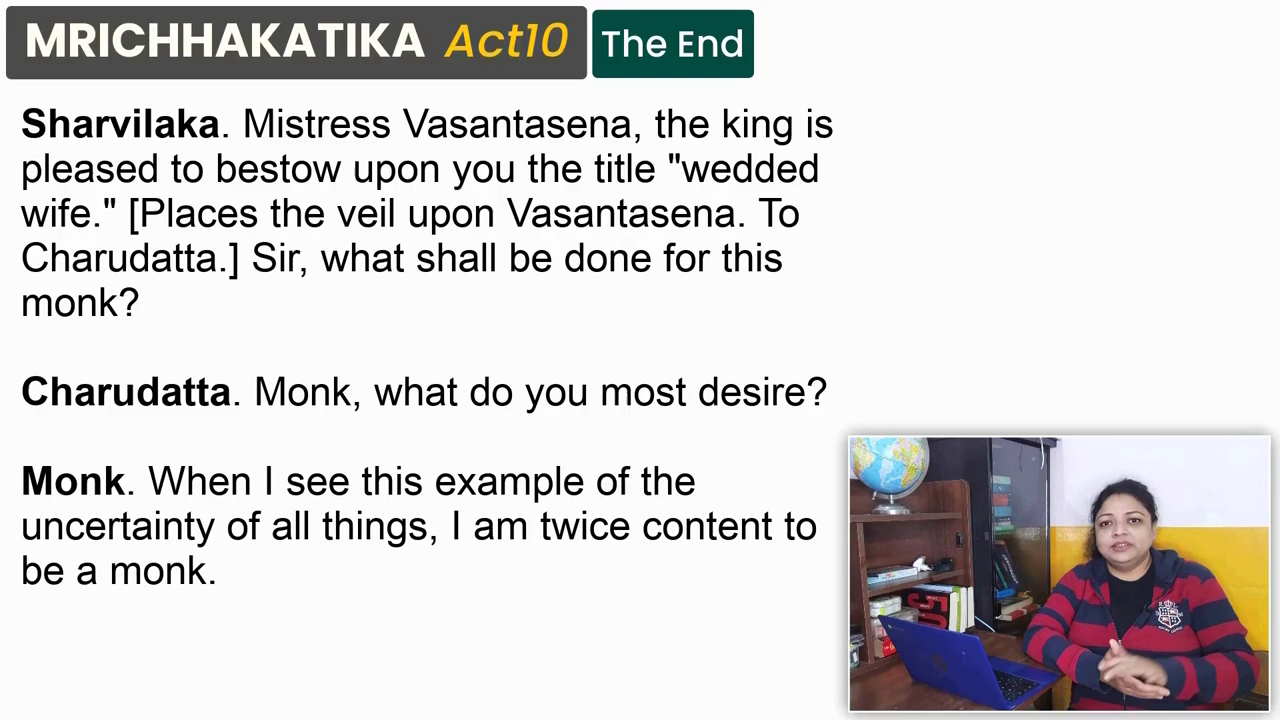 MRICHHAKATIKA Act10 The End
Sharvilaka. Mistress Vasantasena, the king is
pleased to bestow upon you the title "wedded
wife." [Places the veil upon Vasantasena. To
Charudatta.] Sir, what shall be done for this
monk?
Charudatta. Monk, what do you most desire?
Monk. When I see this example of the
uncertainty of all things, I am twice content to
be a monk.